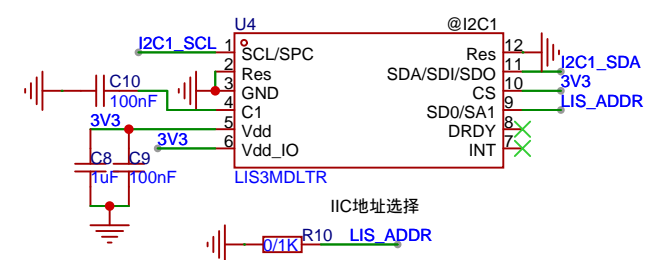 U4
@I2C1
I2C1_SCL
1
SCL/SPC
Res
12
2
Res
SDA/SDI/SDO
11
I2C1_SDA
C10
100nF
3
GND
CS
10
3V3
4
C1
SD0/SA1
9
LIS_ADDR
3V3
5
Vdd
DRDY
8
3V3
6
Vdd_IO
INT
7
C8
1uF
C9
100nF
LIS3MDLTR
IIC地址选择
0/1K
R10
LIS_ADDR